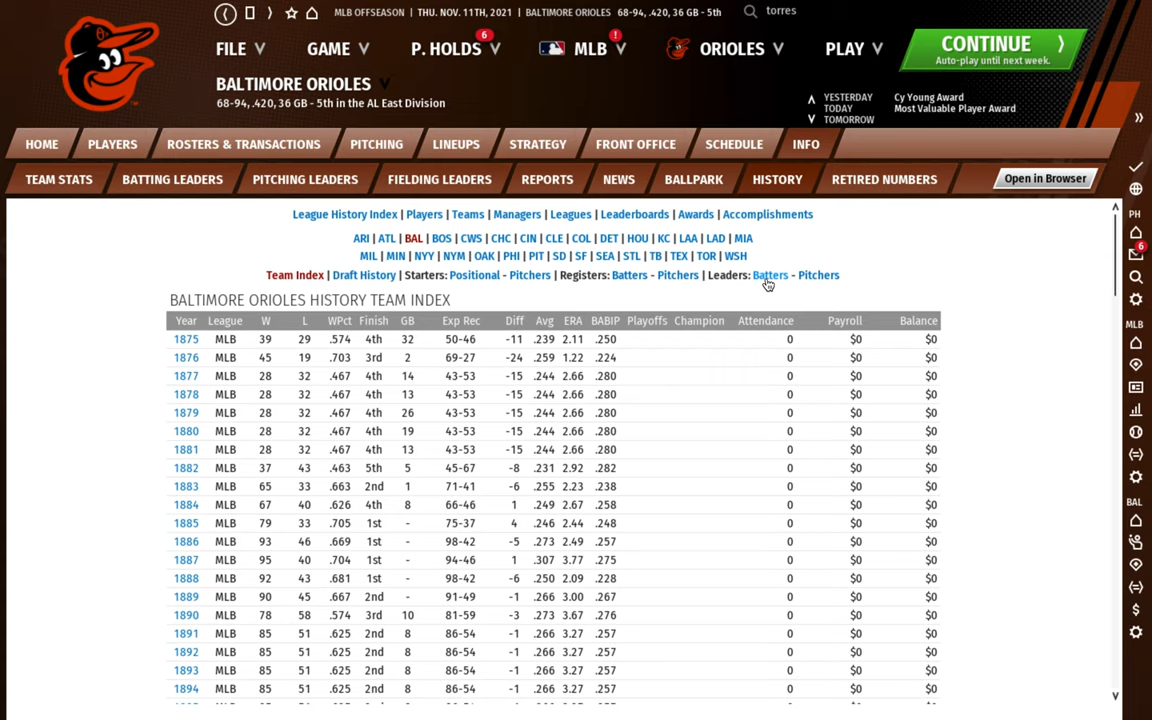 MLB OFFSEASON | THU. NOV. 11TH, 2021 | BALTIMORE ORIOLES 68-94, .420, 36 GB - 5th torres
FILE GAME P. HOLDS 6 MLB ! ORIOLES PLAY
CONTINUE
Auto-play until next week.
BALTIMORE ORIOLES
68-94, .420, 36 GB - 5th in the AL East Division
YESTERDAY Cy Young Award
TODAY Most Valuable Player Award
TOMORROW
HOME PLAYERS ROSTERS & TRANSACTIONS PITCHING LINEUPS STRATEGY FRONT OFFICE SCHEDULE INFO
TEAM STATS BATTING LEADERS PITCHING LEADERS FIELDING LEADERS REPORTS NEWS BALLPARK HISTORY RETIRED NUMBERS Open in Browser
League History Index | Players | Teams | Managers | Leagues | Leaderboards | Awards | Accomplishments
ARI | ATL | BAL | BOS | CWS | CHC | CIN | CLE | COL | DET | HOU | KC | LAA | LAD | MIA
MIL | MIN | NYY | NYM | OAK | PHI | PIT | SD | SF | SEA | STL | TB | TEX | TOR | WSH
Team Index | Draft History | Starters: Positional - Pitchers | Registers: Batters - Pitchers | Leaders: Batters - Pitchers
BALTIMORE ORIOLES HISTORY TEAM INDEX
Year League W L WPct Finish GB Exp Rec Diff Avg ERA BABIP Playoffs Champion Attendance Payroll Balance
1875 MLB 39 29 .574 4th 32 50-46 -11 .239 2.11 .250 0 $0 $0
1876 MLB 45 19 .703 3rd 2 69-27 -24 .259 1.22 .224 0 $0 $0
1877 MLB 28 32 .467 4th 14 43-53 -15 .244 2.66 .280 0 $0 $0
1878 MLB 28 32 .467 4th 13 43-53 -15 .244 2.66 .280 0 $0 $0
1879 MLB 28 32 .467 4th 26 43-53 -15 .244 2.66 .280 0 $0 $0
1880 MLB 28 32 .467 4th 19 43-53 -15 .244 2.66 .280 0 $0 $0
1881 MLB 28 32 .467 4th 13 43-53 -15 .244 2.66 .280 0 $0 $0
1882 MLB 37 43 .463 5th 5 45-67 -8 .231 2.92 .282 0 $0 $0
1883 MLB 65 33 .663 2nd 1 71-41 -6 .255 2.23 .238 0 $0 $0
1884 MLB 67 40 .626 4th 8 66-46 1 .249 2.67 .258 0 $0 $0
1885 MLB 79 33 .705 1st - 75-37 4 .246 2.44 .248 0 $0 $0
1886 MLB 93 46 .669 1st - 98-42 -5 .273 2.49 .257 0 $0 $0
1887 MLB 95 40 .704 1st - 94-46 1 .307 3.77 .275 0 $0 $0
1888 MLB 92 43 .681 1st - 98-42 -6 .250 2.09 .228 0 $0 $0
1889 MLB 90 45 .667 2nd - 91-49 -1 .266 3.00 .267 0 $0 $0
1890 MLB 78 58 .574 3rd 10 81-59 -3 .273 3.67 .276 0 $0 $0
1891 MLB 85 51 .625 2nd 8 86-54 -1 .266 3.27 .257 0 $0 $0
1892 MLB 85 51 .625 2nd 8 86-54 -1 .266 3.27 .257 0 $0 $0
1893 MLB 85 51 .625 2nd 8 86-54 -1 .266 3.27 .257 0 $0 $0
1894 MLB 85 51 .625 2nd 8 86-54 -1 .266 3.27 .257 0 $0 $0
PH
6
MLB
BAL